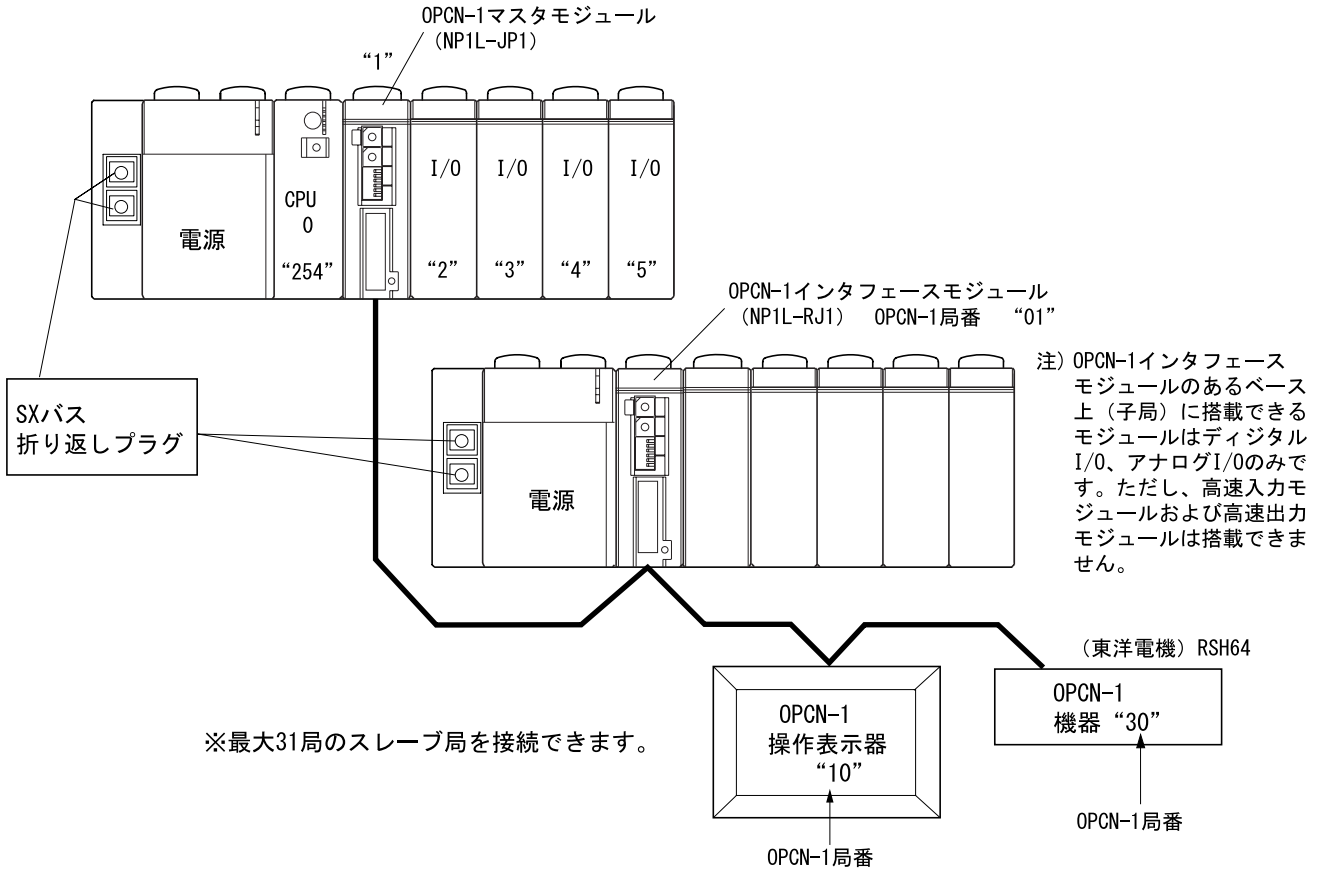 OPCN-1マスタモジュール
(NP1L-JP1)
“1”
I/O
I/O
I/O
I/O
CPU
0
電源
“254”
“2”
“3”
“4”
“5”
OPCN-1インタフェースモジュール
(NP1L-RJ1) OPCN-1局番 “01”
SXバス
折り返しプラグ
電源
注) OPCN-1インタフェース
モジュールのあるベース
上(子局)に搭載できる
モジュールはディジタル
I/O、アナログI/Oのみで
す。ただし、高速入力モ
ジュールおよび高速出力
モジュールは搭載できま
せん。
(東洋電機) RSH64
OPCN-1
機器“30”
OPCN-1
操作表示器
“10”
※最大31局のスレーブ局を接続できます。
OPCN-1局番
OPCN-1局番